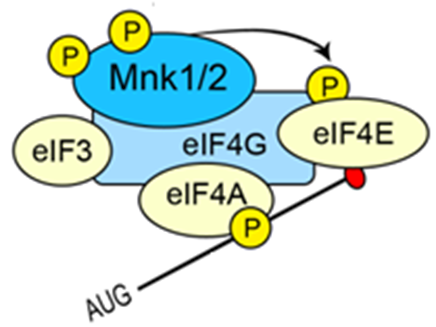 P
P
Mnk1/2
P
eIF3
eIF4G
eIF4E
eIF4A
P
AUG